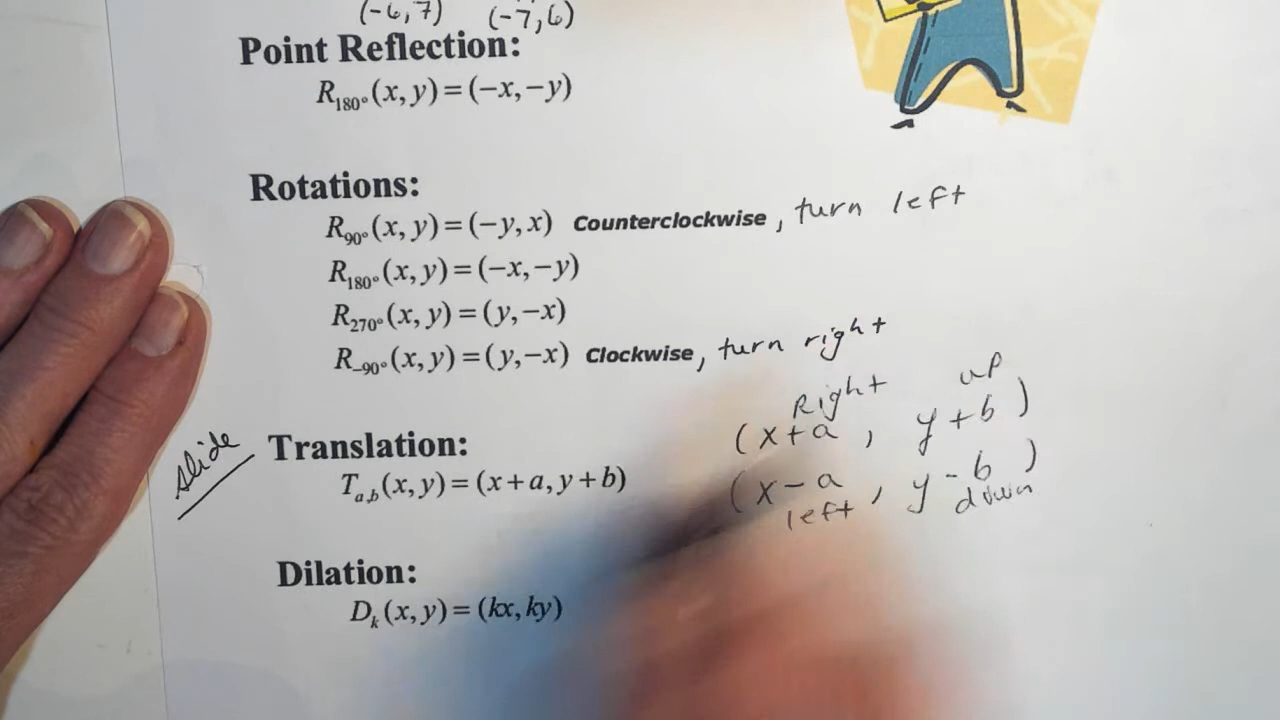 (-6,7) (-7,6)
Point Reflection:
R180°(x,y)=(-x,-y)
Rotations:
R90°(x,y)=(-y,x) Counterclockwise, turn left
R180°(x,y)=(-x,-y)
R270°(x,y)=(y,-x)
R-90°(x,y)=(y,-x) Clockwise, turn right
Right up
(x+a, y+b)
slide Translation:
Ta,b(x,y)=(x+a,y+b)
(x-a, y-b)
left down
Dilation:
Dk(x,y)=(kx,ky)